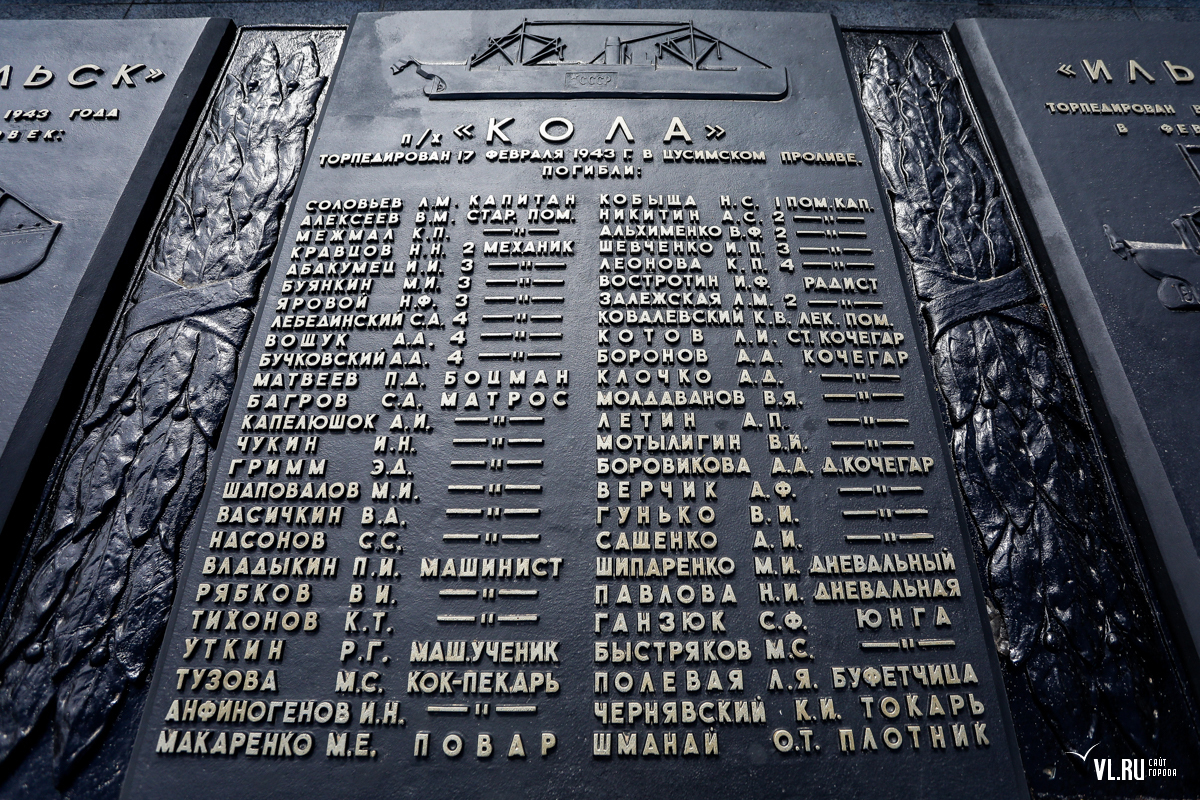 ЛЬСК»
1943 ГОДА
ОВЕК:
СССР
П/Х «КОЛА»
ТОРПЕДИРОВАН 17 ФЕВРАЛЯ 1943 Г. В ЦУСИМСКОМ ПРОЛИВЕ.
ПОГИБЛИ:
СОЛОВЬЕВ Л.М. КАПИТАН
АЛЕКСЕЕВ В.М. СТАР. ПОМ.
МЕЖМАЛ К.П. —"—
КРАВЦОВ Н.Н. 2 МЕХАНИК
АБАКУМЕЦ И.И. 3 —"—
БУЯНКИН М.И. 3 —"—
ЯРОВОЙ Н.Ф. 3 —"—
ЛЕБЕДИНСКИЙ С.Д. 4 —"—
ВОЩУК А.А. 4 —"—
БУЧКОВСКИЙ А.А. 4 —"—
МАТВЕЕВ П.Д. БОЦМАН
БАГРОВ С.А. МАТРОС
КАПЕЛЮШОК А.И. —"—
ЧУКИН И.Н. —"—
ГРИММ Э.Д. —"—
ШАПОВАЛОВ М.И. —"—
ВАСИЧКИН В.А. —"—
НАСОНОВ С.С. —"—
ВЛАДЫКИН П.И. МАШИНИСТ
РЯБКОВ В.И. —"—
ТИХОНОВ К.Т. —"—
УТКИН Р.Г. МАШ.УЧЕНИК
ТУЗОВА М.С. КОК-ПЕКАРЬ
АНФИНОГЕНОВ И.Н. —"—
МАКАРЕНКО М.Е. ПОВАР
КОБЫЩА Н.С. 1 ПОМ.КАП.
НИКИТИН А.С. 2 —"—
АЛЬХИМЕНКО В.Ф. 2 —"—
ШЕВЧЕНКО И.П. 3 —"—
ЛЕОНОВА К.П. 4 —"—
ВОСТРОТИН И.Ф. РАДИСТ
ЗАЛЕЖСКАЯ Л.М. 2 —"—
КОВАЛЕВСКИЙ К.В. ЛЕК. ПОМ.
КОТОВ Л.И. СТ. КОЧЕГАР
БОРОНОВ А.А. КОЧЕГАР
КЛОЧКО А.Д. —"—
МОЛДАВАНОВ В.Я. —"—
ЛЕТИН А.П. —"—
МОТЫЛИГИН В.И. —"—
БОРОВИКОВА А.А. Д.КОЧЕГАР
ВЕРЧИК А.Ф. —"—
ГУНЬКО В.И. —"—
САЩЕНКО А.И. —"—
ШИПАРЕНКО М.И. ДНЕВАЛЬНЫЙ
ПАВЛОВА Н.И. ДНЕВАЛЬНАЯ
ГАНЗЮК С.Ф. ЮНГА
БЫСТРЯКОВ М.С. —"—
ПОЛЕВАЯ Л.Я. БУФЕТЧИЦА
ЧЕРНЯВСКИЙ К.И. ТОКАРЬ
ШМАНАЙ О.Т. ПЛОТНИК
«ИЛЬ
ТОРПЕДИРОВАН В
В ФЕВ
VL.RU САЙТ ГОРОДА